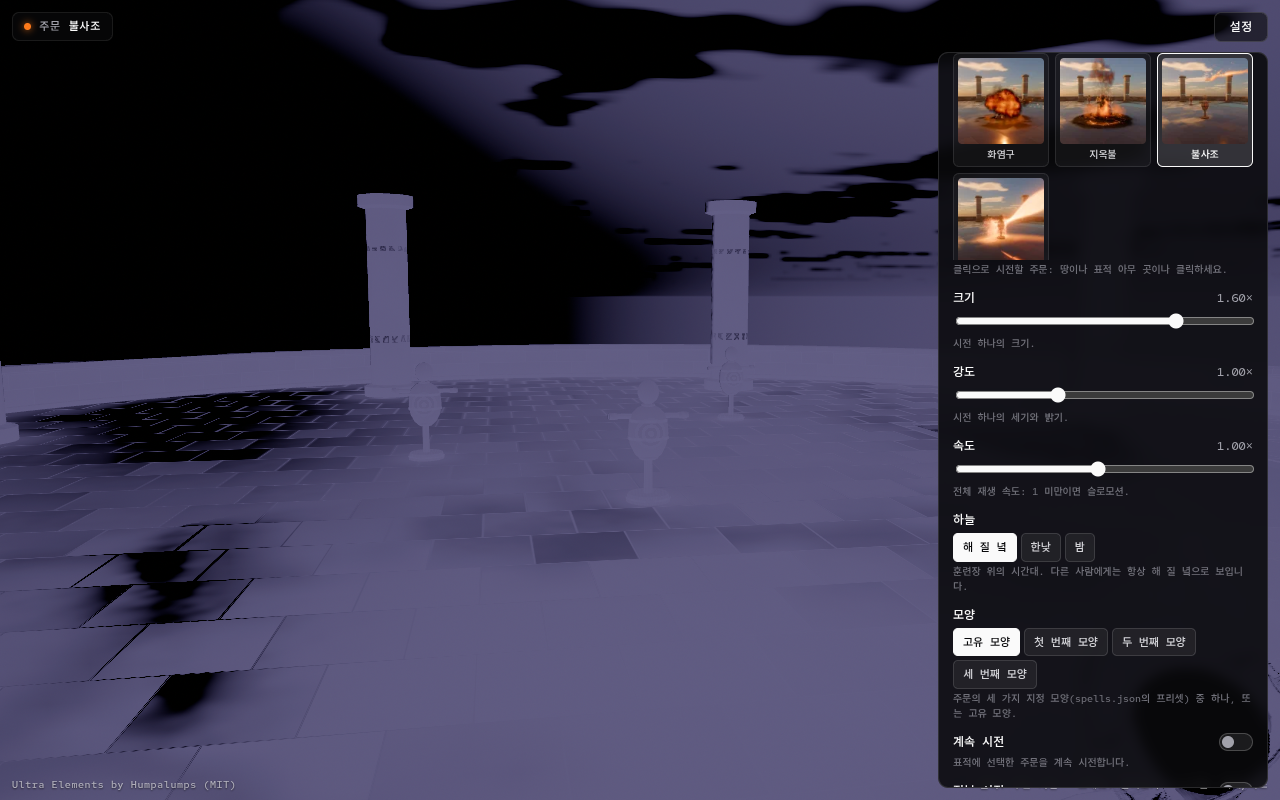 주문 불사조
설정
화염구
지옥불
불사조
클릭으로 시전할 주문: 땅이나 표적 아무 곳이나 클릭하세요.
크기
1.60×
시전 하나의 크기.
강도
1.00×
시전 하나의 세기와 밝기.
속도
1.00×
전체 재생 속도: 1 미만이면 슬로모션.
하늘
해 질 녘
한낮
밤
훈련장 위의 시간대. 다른 사람에게는 항상 해 질 녘으로 보입니
다.
모양
고유 모양
첫 번째 모양
두 번째 모양
세 번째 모양
주문의 세 가지 지정 모양(spells.json의 프리셋) 중 하나, 또
는 고유 모양.
계속 시전
표적에 선택한 주문을 계속 시전합니다.
Ultra Elements by Humpalumps (MIT)